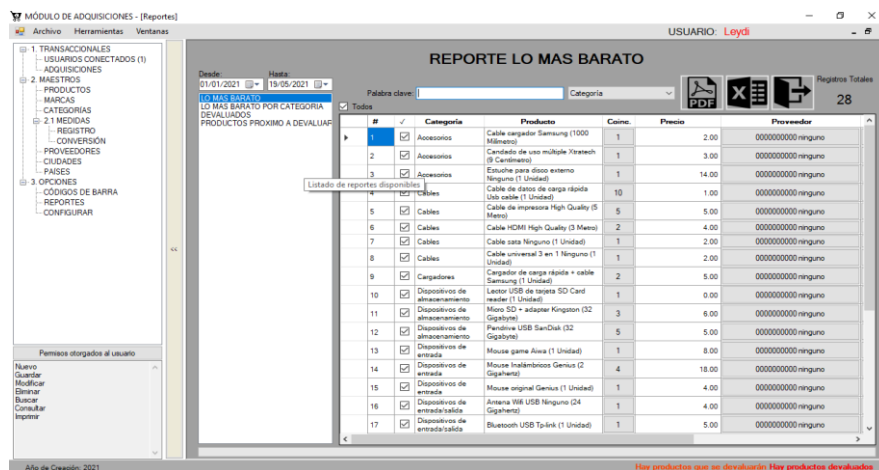 MÓDULO DE ADQUISICIONES - [Reportes]
Archivo Herramientas Ventanas
USUARIO: Leydi
1. TRANSACCIONALES
USUARIOS CONECTADOS (1)
ADQUISICIONES
2. MAESTROS
PRODUCTOS
MARCAS
CATEGORÍAS
2.1 MEDIDAS
REGISTRO
CONVERSIÓN
PROVEEDORES
CIUDADES
PAISES
3. OPCIONES
CÓDIGOS DE BARRA
REPORTES
CONFIGURAR
<<
Permisos otorgados al usuario
Nuevo
Guardar
Modificar
Eliminar
Buscar
Consultar
Imprimir
REPORTE LO MAS BARATO
Desde: Hasta:
01/01/2021 19/05/2021
LO MAS BARATO
LO MAS BARATO POR CATEGORIA
DEVALUADOS
PRODUCTOS PROXIMO A DEVALUAR
Listado de reportes disponibles
Palabra clave: Categoría
PDF
Registros Totales
28
Todos
# ✓ Categoría Producto Coinc. Precio Proveedor
1 Accesorios Cable cargador Samsung (1000 Milímetro) 1 2.00 0000000000 ninguno
2 Accesorios Candado de uso múltiple Xtratech (9 Centímetro) 1 3.00 0000000000 ninguno
3 Accesorios Estuche para disco externo Ninguno (1 Unidad) 1 14.00 0000000000 ninguno
4 Cables Cable de datos de carga rápida Usb cable (1 Unidad) 10 1.00 0000000000 ninguno
5 Cables Cable de impresora High Quality (5 Metro) 5 5.00 0000000000 ninguno
6 Cables Cable HDMI High Quality (3 Metro) 2 4.00 0000000000 ninguno
7 Cables Cable sata Ninguno (1 Unidad) 1 2.00 0000000000 ninguno
8 Cables Cable universal 3 en 1 Ninguno (1 Unidad) 1 2.00 0000000000 ninguno
9 Cargadores Cargador de carga rápida + cable Samsung (1 Unidad) 2 5.00 0000000000 ninguno
10 Dispositivos de almacenamiento Lector USB de tarjeta SD Card reader (1 Unidad) 1 0.00 0000000000 ninguno
11 Dispositivos de almacenamiento Micro SD + adapter Kingston (32 Gigabyte) 3 6.00 0000000000 ninguno
12 Dispositivos de almacenamiento Pendrive USB SanDisk (32 Gigabyte) 5 5.00 0000000000 ninguno
13 Dispositivos de entrada Mouse game Aiwa (1 Unidad) 1 8.00 0000000000 ninguno
14 Dispositivos de entrada Mouse Inalámbricos Genius (2 Gigahertz) 4 18.00 0000000000 ninguno
15 Dispositivos de entrada Mouse original Genius (1 Unidad) 1 4.00 0000000000 ninguno
16 Dispositivos de entrada/salida Antena Wifi USB Ninguno (24 Gigahertz) 1 4.00 0000000000 ninguno
17 Dispositivos de entrada/salida Bluetooth USB Tp-link (1 Unidad) 1 5.00 0000000000 ninguno
Año de Creación: 2021
Hay productos que se devaluarán Hay productos devaluados